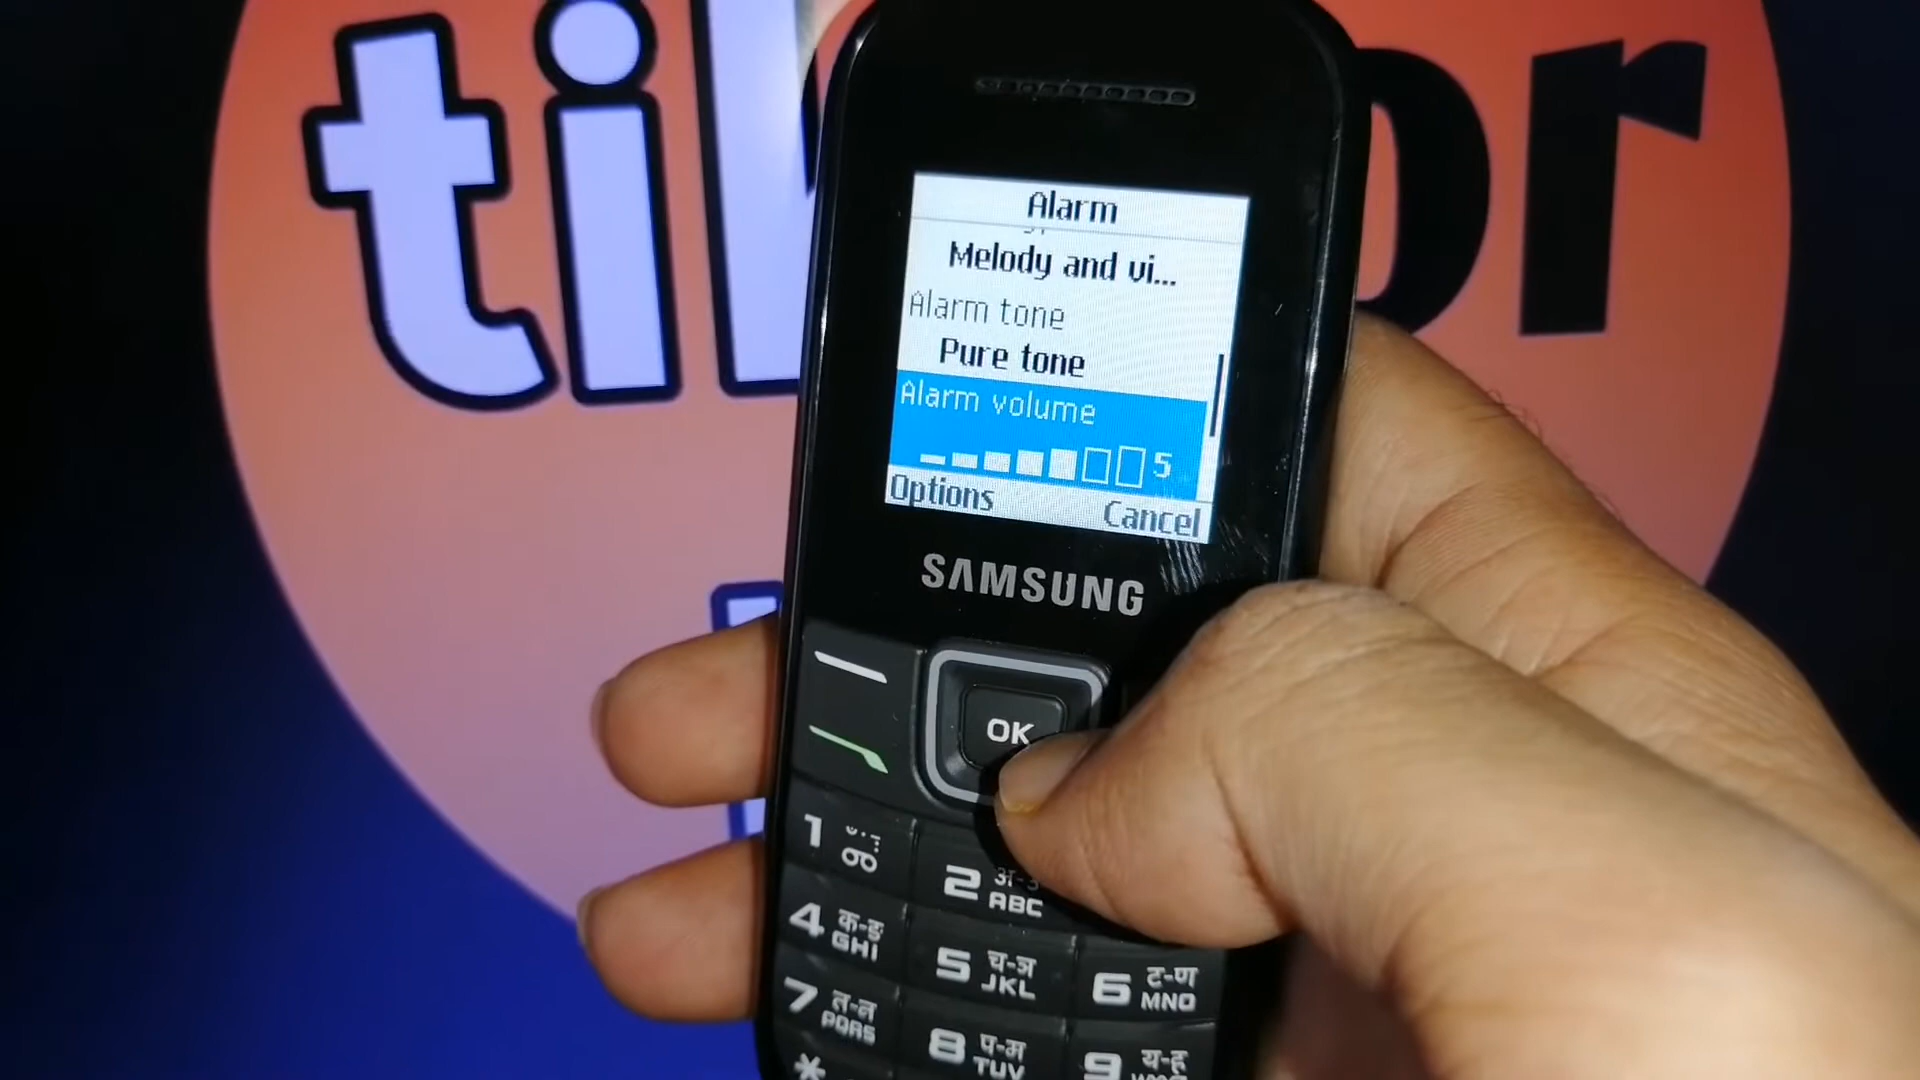 Alarm
Melody and vi...
Alarm tone
Pure tone
Alarm volume
5
Options
Cancel
SAMSUNG
OK
1
2 ABC
4 क-ङ GHI
5 च-ञ JKL
6 ट-ण MNO
7 त-न PQRS
8 प-म TUV
9 य-ह
*